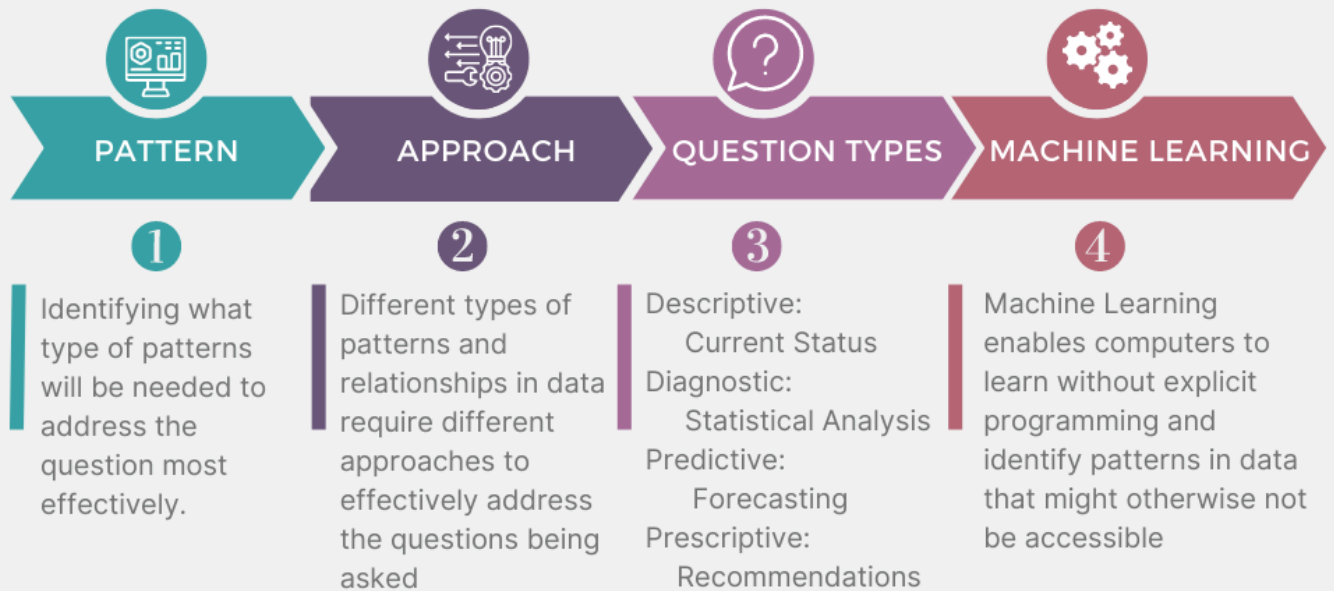 PATTERN
APPROACH
QUESTION TYPES
MACHINE LEARNING
1
Identifying what
type of patterns
will be needed to
address the
question most
effectively.
2
Different types of
patterns and
relationships in data
require different
approaches to
effectively address
the questions being
asked
3
Descriptive:
Current Status
Diagnostic:
Statistical Analysis
Predictive:
Forecasting
Prescriptive:
Recommendations
4
Machine Learning
enables computers to
learn without explicit
programming and
identify patterns in data
that might otherwise not
be accessible